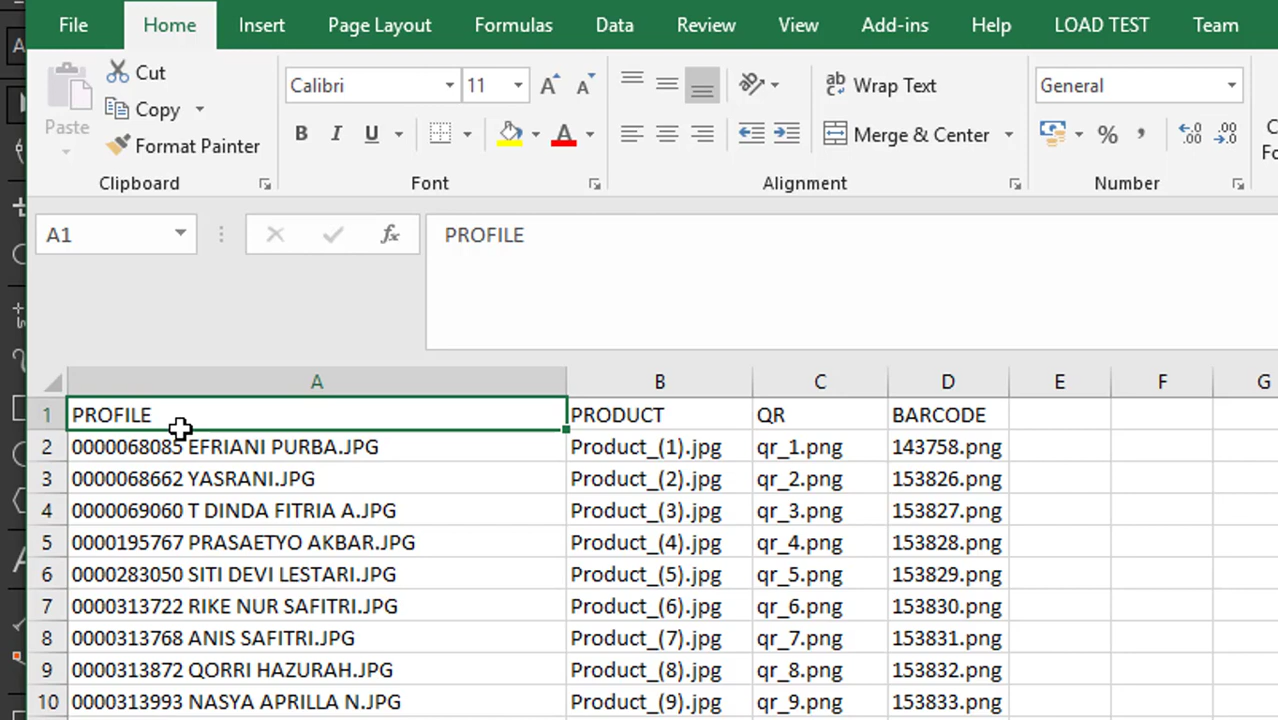 File Home Insert Page Layout Formulas Data Review View Add-ins Help LOAD TEST Team
Cut
Copy
Format Painter
Paste
Clipboard
Calibri 11
B I U A
Font
Wrap Text
Merge & Center
Alignment
General
%
Number
A1 fx PROFILE
A B C D E F G
1 PROFILE PRODUCT QR BARCODE
2 0000068085 EFRIANI PURBA.JPG Product_(1).jpg qr_1.png 143758.png
3 0000068662 YASRANI.JPG Product_(2).jpg qr_2.png 153826.png
4 0000069060 T DINDA FITRIA A.JPG Product_(3).jpg qr_3.png 153827.png
5 0000195767 PRASAETYO AKBAR.JPG Product_(4).jpg qr_4.png 153828.png
6 0000283050 SITI DEVI LESTARI.JPG Product_(5).jpg qr_5.png 153829.png
7 0000313722 RIKE NUR SAFITRI.JPG Product_(6).jpg qr_6.png 153830.png
8 0000313768 ANIS SAFITRI.JPG Product_(7).jpg qr_7.png 153831.png
9 0000313872 QORRI HAZURAH.JPG Product_(8).jpg qr_8.png 153832.png
10 0000313993 NASYA APRILLA N.JPG Product_(9).jpg qr_9.png 153833.png